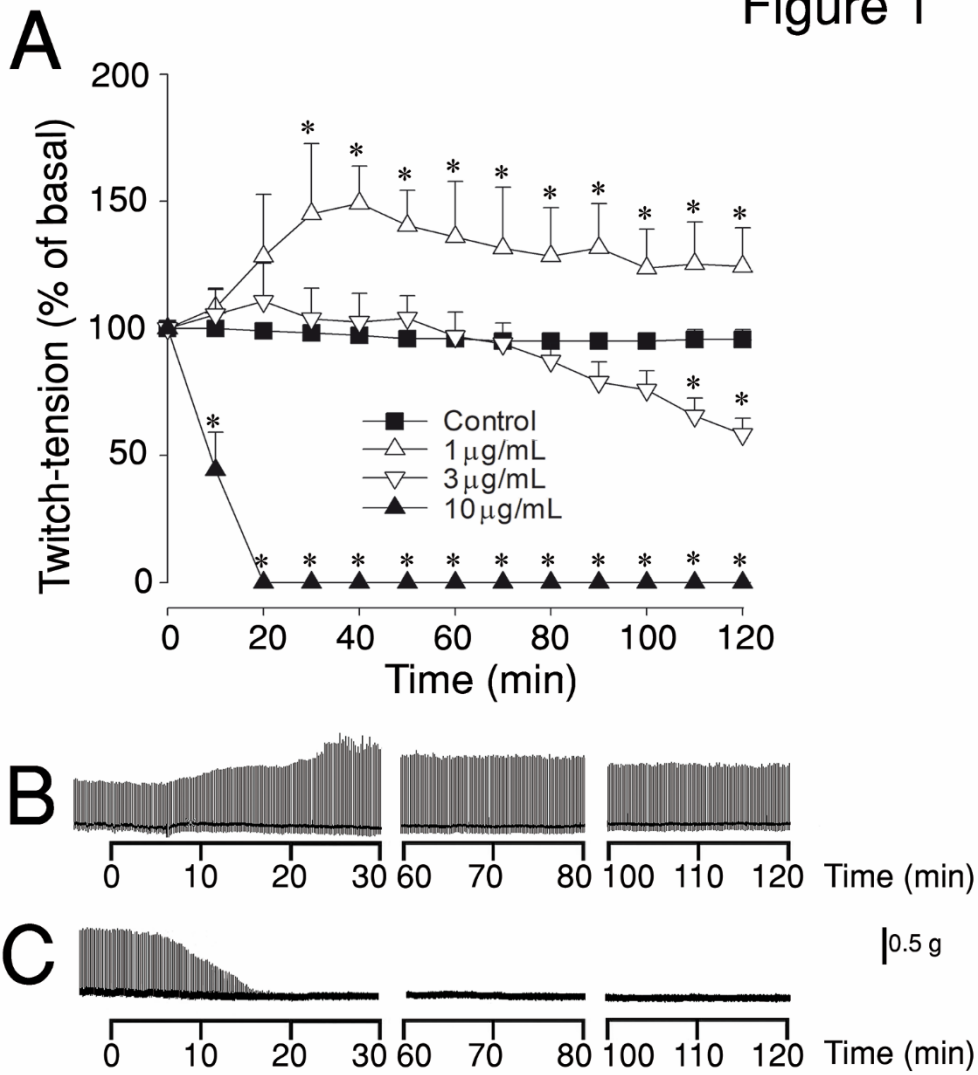 Figure 1
A
200
150
100
50
0
Twitch-tension (% of basal)
* * * * * * * * * *
* *
*
* * * * * * * * * * *
Control
1 µg/mL
3 µg/mL
10 µg/mL
0 20 40 60 80 100 120
Time (min)
B
0 10 20 30 60 70 80 100 110 120 Time (min)
C
0.5 g
0 10 20 30 60 70 80 100 110 120 Time (min)